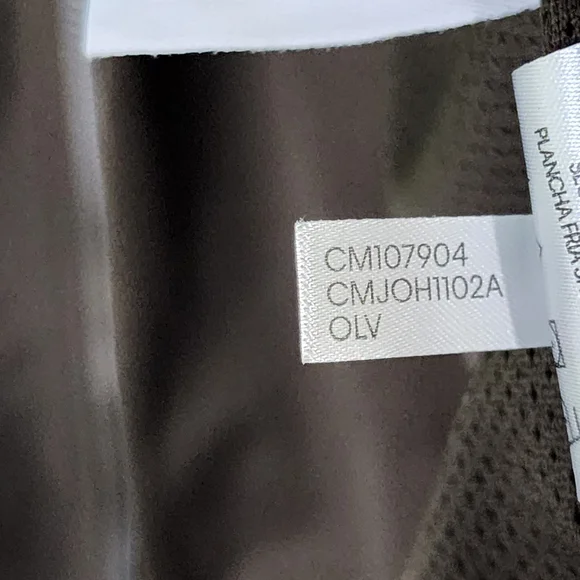 CM107904
CMJOH1102A
OLV
PLANCHA FRIA